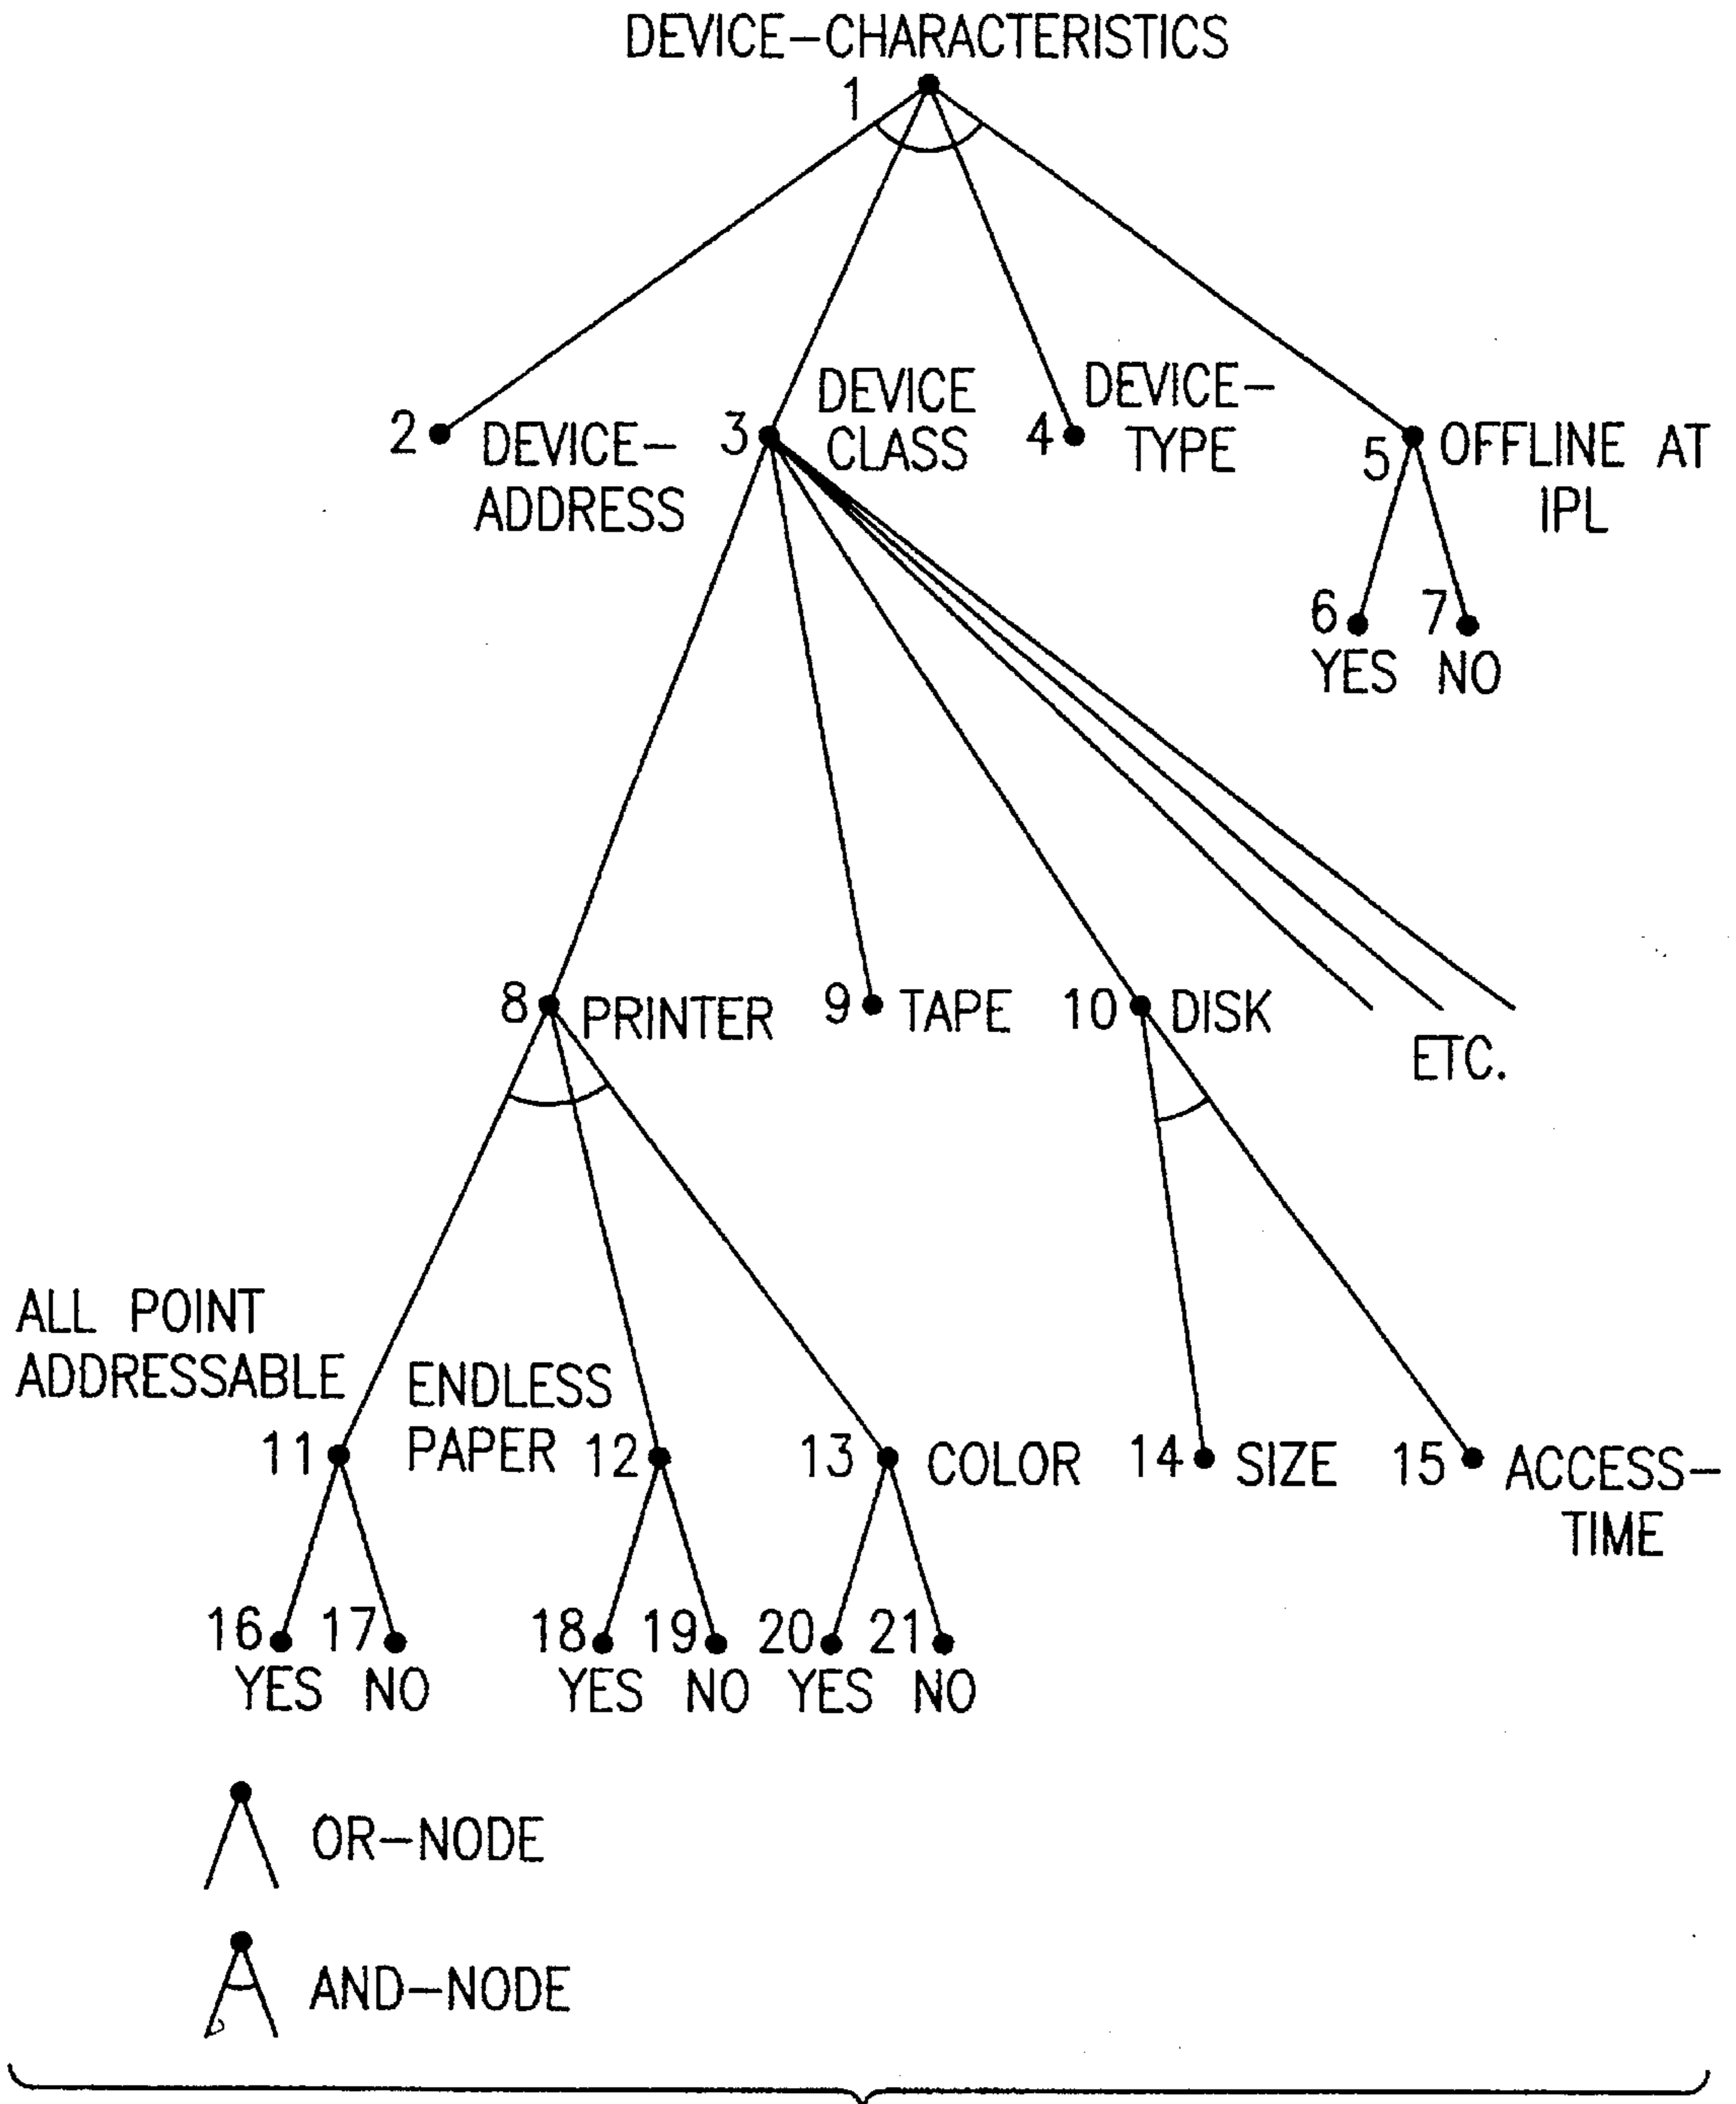 DEVICE-CHARACTERISTICS
1
2
DEVICE-
ADDRESS
3
DEVICE
CLASS
4
DEVICE-
TYPE
5
OFFLINE AT
IPL
6
7
YES
NO
8
PRINTER
9
TAPE
10
DISK
ETC.
ALL POINT
ADDRESSABLE
11
ENDLESS
PAPER
12
13
COLOR
14
SIZE
15
ACCESS-
TIME
16
17
18
19
20
21
YES
NO
YES
NO
YES
NO
OR-NODE
AND-NODE